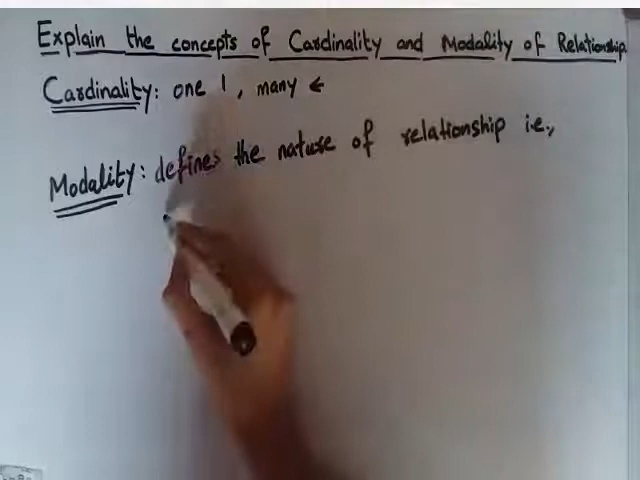 Explain the concepts of Cardinality and Modality of Relationship
Cardinality: one 1, many <
Modality: defines the nature of relationship i.e.,